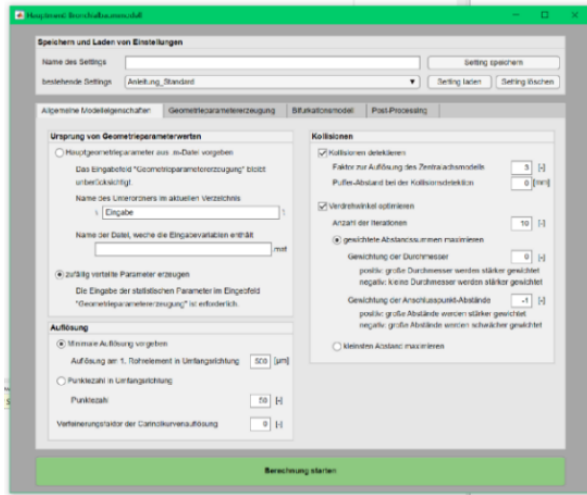 Hauptmenü Bronchialbaummodell
Speichern und Laden von Einstellungen
Name des Settings
Setting speichern
bestehende Settings
Anleitung_Standard
Setting laden
Setting löschen
Allgemeine Modelleigenschaften
Geometrieparametererzeugung
Bifurkationsmodell
Post-Processing
Ursprung von Geometrieparameterwerten
Hauptgeometrieparameter aus .m-Datei vorgeben
Das Eingabefeld "Geometrieparametererzeugung" bleibt
unberücksichtigt.
Name des Unterordners im aktuellen Verzeichnis
\ Eingabe \
Name der Datei, welche die Eingabevariablen enthält
.mat
zufällig verteilte Parameter erzeugen
Die Eingabe der statistischen Parameter im Eingabefeld
"Geometrieparametererzeugung" ist erforderlich.
Auflösung
Minimale Auflösung vorgeben
Auflösung am 1. Rohrelement in Umfangsrichtung 500 [µm]
Punktezahl in Umfangsrichtung
Punktezahl 50 [-]
Verfeinerungsfaktor der Carinalkurvenauflösung 0 [-]
Kollisionen
Kollisionen detektieren
Faktor zur Auflösung des Zentralachsmodells 3 [-]
Puffer-Abstand bei der Kollisionsdetektion 0 [mm]
Verdrehwinkel optimieren
Anzahl der Iterationen 10 [-]
gewichtete Abstandssummen maximieren
Gewichtung der Durchmesser 0 [-]
positiv: große Durchmesser werden stärker gewichtet
negativ: kleine Durchmesser werden stärker gewichtet
Gewichtung der Anschlusspunkt-Abstände -1 [-]
positiv: große Abstände werden stärker gewichtet
negativ: große Abstände werden schwächer gewichtet
kleinsten Abstand maximieren
Berechnung starten